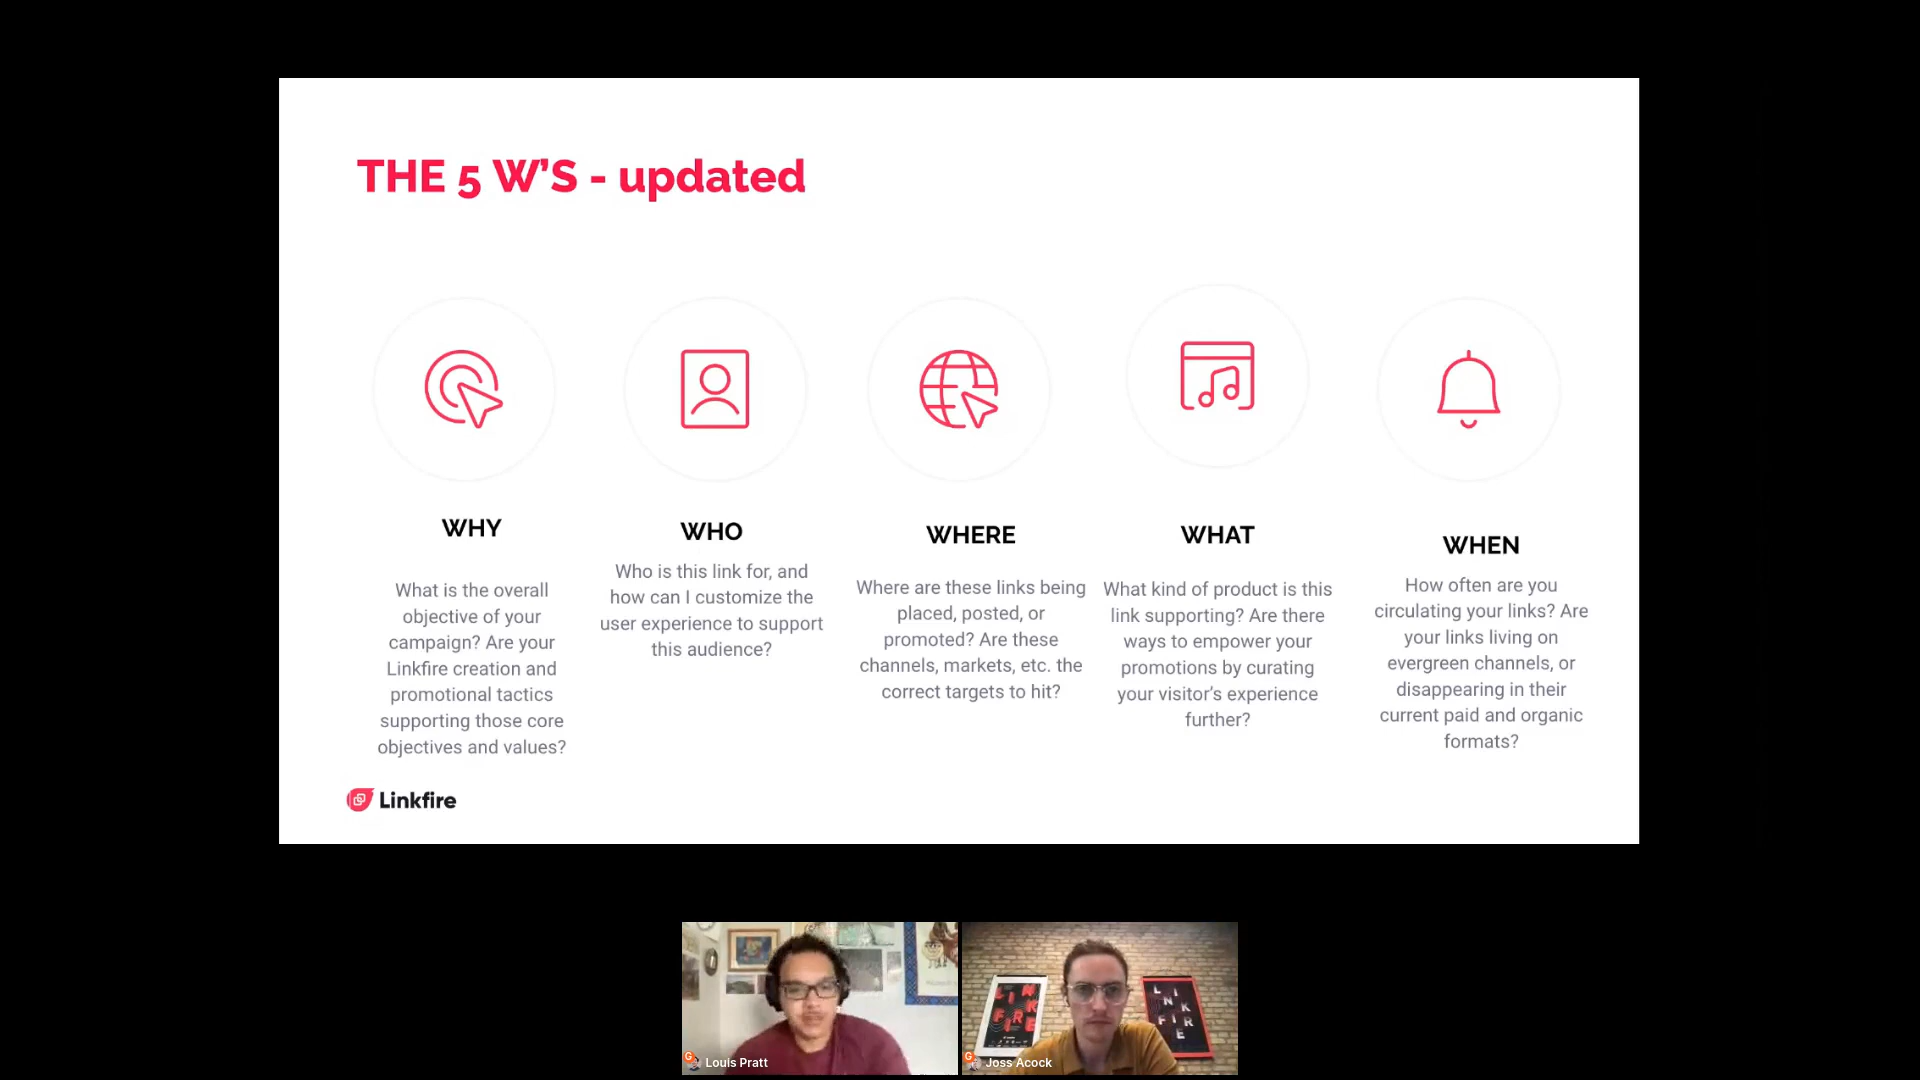 THE 5 W'S - updated
WHY
What is the overall
objective of your
campaign? Are your
Linkfire creation and
promotional tactics
supporting those core
objectives and values?
WHO
Who is this link for, and
how can I customize the
user experience to support
this audience?
WHERE
Where are these links being
placed, posted, or
promoted? Are these
channels, markets, etc. the
correct targets to hit?
WHAT
What kind of product is this
link supporting? Are there
ways to empower your
promotions by curating
your visitor's experience
further?
WHEN
How often are you
circulating your links? Are
your links living on
evergreen channels, or
disappearing in their
current paid and organic
formats?
Linkfire
G
Louis Pratt
LI
NK
FIRE
L I
N K
F I R
E
G
Joss Acock